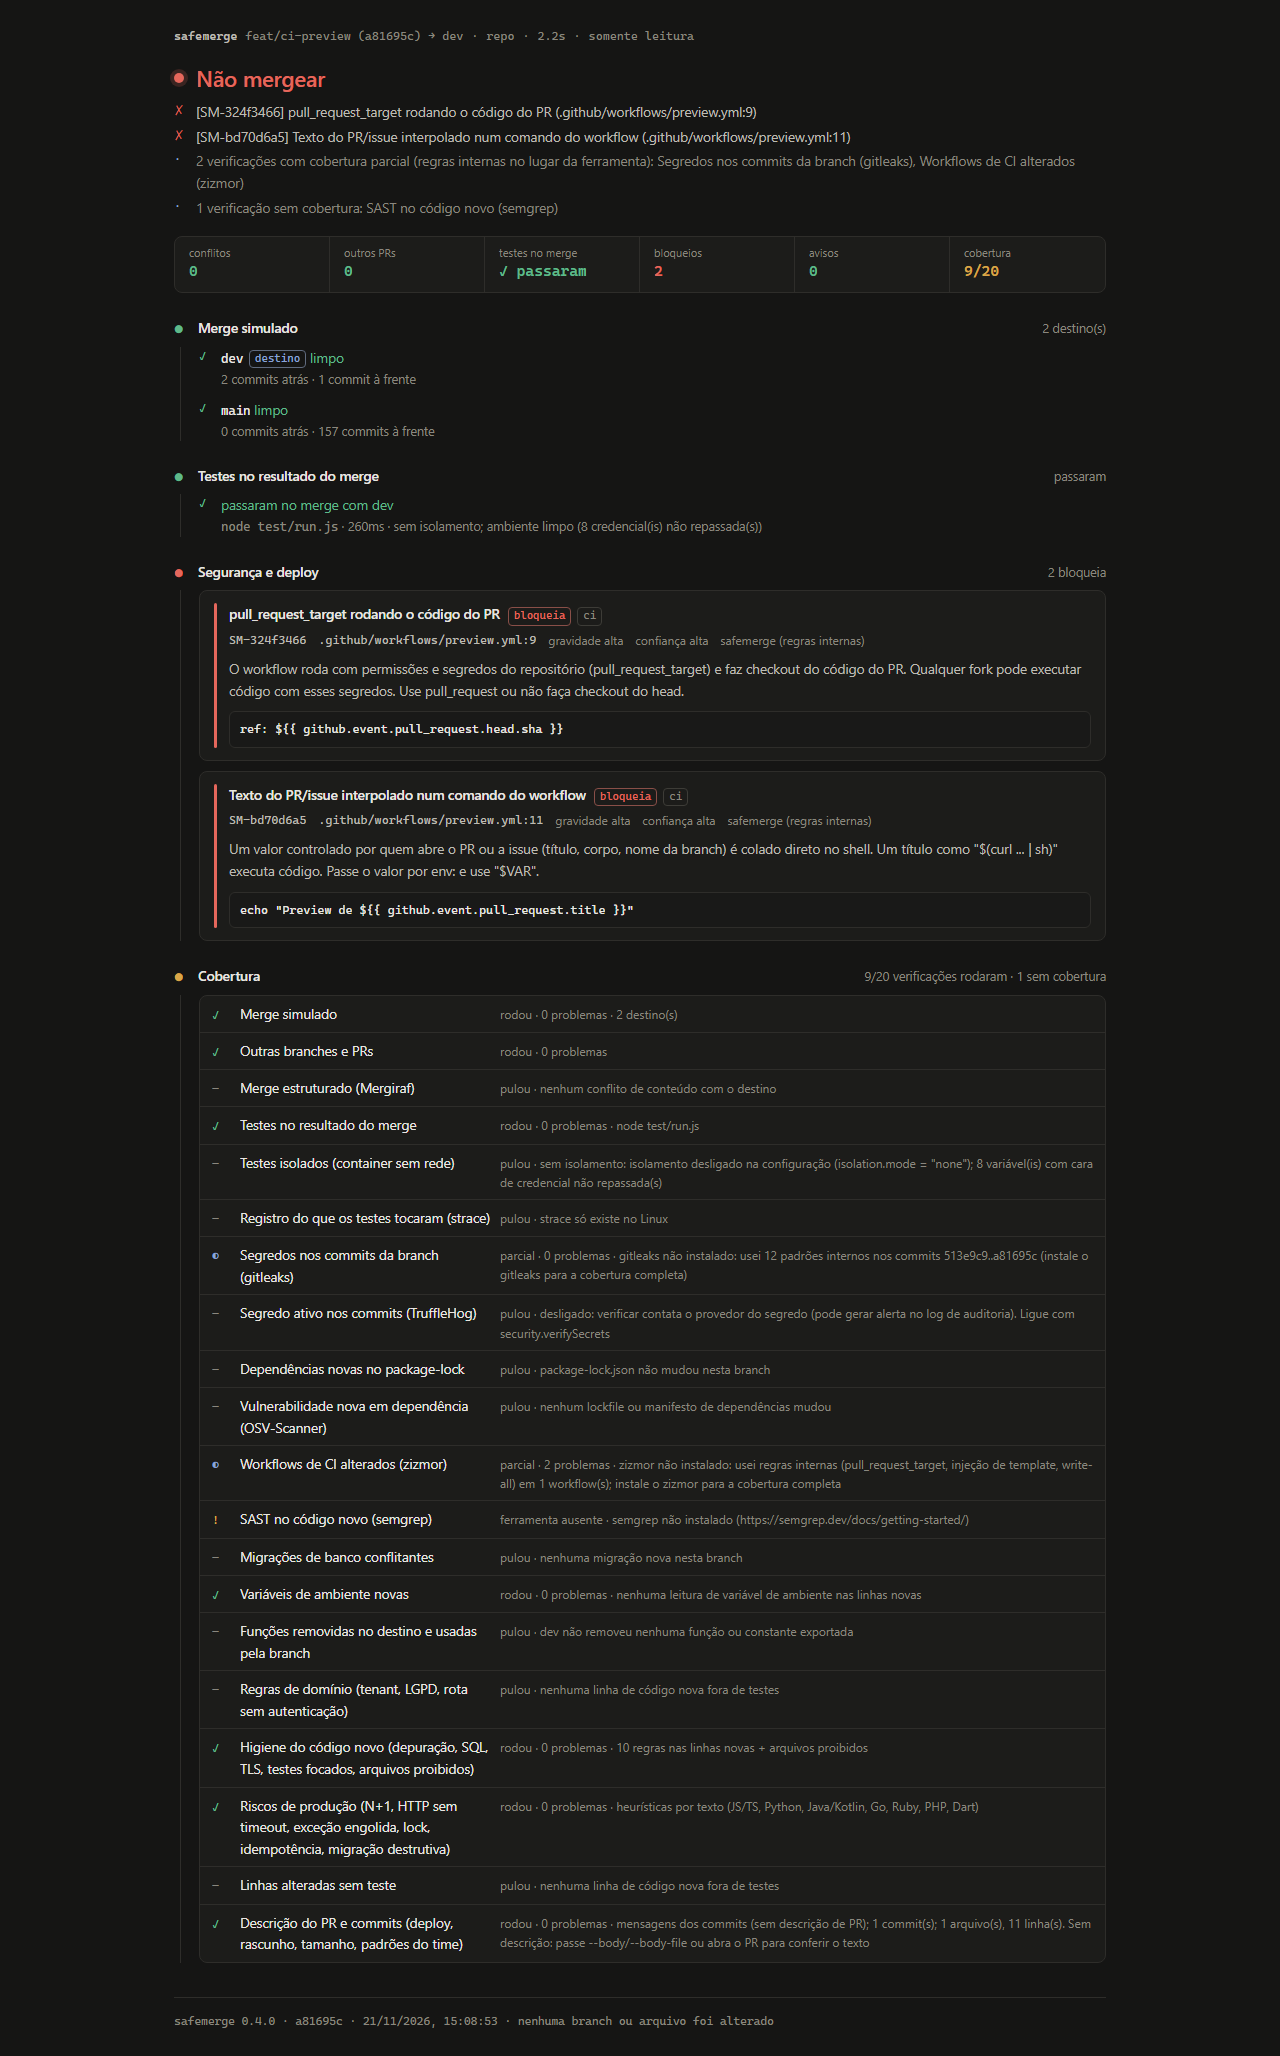 safemerge feat/ci-preview (a81695c) → dev · repo · 2.2s · somente leitura
Não mergear
✗ [SM-324f3466] pull_request_target rodando o código do PR (.github/workflows/preview.yml:9)
✗ [SM-bd70d6a5] Texto do PR/issue interpolado num comando do workflow (.github/workflows/preview.yml:11)
· 2 verificações com cobertura parcial (regras internas no lugar da ferramenta): Segredos nos commits da branch (gitleaks), Workflows de CI alterados
(zizmor)
· 1 verificação sem cobertura: SAST no código novo (semgrep)
conflitos
0
outros PRs
0
testes no merge
✓ passaram
bloqueios
2
avisos
0
cobertura
9/20
Merge simulado 2 destino(s)
✓ dev destino limpo
2 commits atrás · 1 commit à frente
✓ main limpo
0 commits atrás · 157 commits à frente
Testes no resultado do merge passaram
✓ passaram no merge com dev
node test/run.js · 260ms · sem isolamento; ambiente limpo (8 credencial(is) não repassada(s))
Segurança e deploy 2 bloqueia
pull_request_target rodando o código do PR bloqueia ci
SM-324f3466 .github/workflows/preview.yml:9 gravidade alta confiança alta safemerge (regras internas)
O workflow roda com permissões e segredos do repositório (pull_request_target) e faz checkout do código do PR. Qualquer fork pode executar
código com esses segredos. Use pull_request ou não faça checkout do head.
ref: ${{ github.event.pull_request.head.sha }}
Texto do PR/issue interpolado num comando do workflow bloqueia ci
SM-bd70d6a5 .github/workflows/preview.yml:11 gravidade alta confiança alta safemerge (regras internas)
Um valor controlado por quem abre o PR ou a issue (título, corpo, nome da branch) é colado direto no shell. Um título como "$(curl ... | sh)"
executa código. Passe o valor por env: e use "$VAR".
echo "Preview de ${{ github.event.pull_request.title }}"
Cobertura 9/20 verificações rodaram · 1 sem cobertura
✓ Merge simulado rodou · 0 problemas · 2 destino(s)
✓ Outras branches e PRs rodou · 0 problemas
– Merge estruturado (Mergiraf) pulou · nenhum conflito de conteúdo com o destino
✓ Testes no resultado do merge rodou · 0 problemas · node test/run.js
– Testes isolados (container sem rede) pulou · sem isolamento: isolamento desligado na configuração (isolation.mode = "none"); 8 variável(is) com cara
de credencial não repassada(s)
– Registro do que os testes tocaram (strace) pulou · strace só existe no Linux
◐ Segredos nos commits da branch parcial · 0 problemas · gitleaks não instalado: usei 12 padrões internos nos commits 513e9c9..a81695c (instale o
(gitleaks) gitleaks para a cobertura completa)
– Segredo ativo nos commits (TruffleHog) pulou · desligado: verificar contata o provedor do segredo (pode gerar alerta no log de auditoria). Ligue com
security.verifySecrets
– Dependências novas no package-lock pulou · package-lock.json não mudou nesta branch
– Vulnerabilidade nova em dependência pulou · nenhum lockfile ou manifesto de dependências mudou
(OSV-Scanner)
◐ Workflows de CI alterados (zizmor) parcial · 2 problemas · zizmor não instalado: usei regras internas (pull_request_target, injeção de template, write-
all) em 1 workflow(s); instale o zizmor para a cobertura completa
! SAST no código novo (semgrep) ferramenta ausente · semgrep não instalado (https://semgrep.dev/docs/getting-started/)
– Migrações de banco conflitantes pulou · nenhuma migração nova nesta branch
✓ Variáveis de ambiente novas rodou · 0 problemas · nenhuma leitura de variável de ambiente nas linhas novas
– Funções removidas no destino e usadas pulou · dev não removeu nenhuma função ou constante exportada
pela branch
– Regras de domínio (tenant, LGPD, rota pulou · nenhuma linha de código nova fora de testes
sem autenticação)
✓ Higiene do código novo (depuração, SQL, rodou · 0 problemas · 10 regras nas linhas novas + arquivos proibidos
TLS, testes focados, arquivos proibidos)
✓ Riscos de produção (N+1, HTTP sem rodou · 0 problemas · heurísticas por texto (JS/TS, Python, Java/Kotlin, Go, Ruby, PHP, Dart)
timeout, exceção engolida, lock,
idempotência, migração destrutiva)
– Linhas alteradas sem teste pulou · nenhuma linha de código nova fora de testes
✓ Descrição do PR e commits (deploy, rodou · 0 problemas · mensagens dos commits (sem descrição de PR); 1 commit(s); 1 arquivo(s), 11 linha(s). Sem
rascunho, tamanho, padrões do time) descrição: passe --body/--body-file ou abra o PR para conferir o texto
safemerge 0.4.0 · a81695c · 21/11/2026, 15:08:53 · nenhuma branch ou arquivo foi alterado